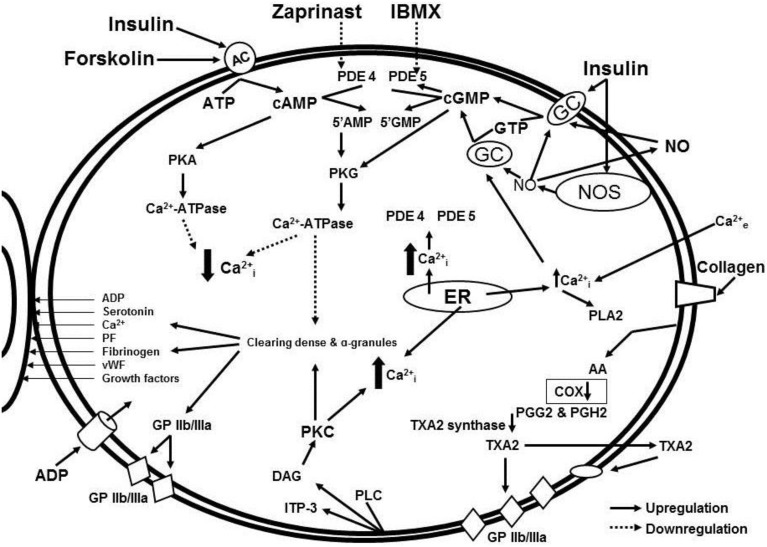 Zaprinast IBMX
Insulin
Forskolin
AC
Insulin
PDE 4 PDE 5
ATP
cAMP
cGMP
GC
GTP
5'AMP 5'GMP
NO
GC
PKA
PKG
NO
NOS
Ca2+-ATPase
Ca2+-ATPase
PDE 4 PDE 5
Ca2+e
Ca2+i
Ca2+i
Ca2+i
Collagen
ER
PLA2
ADP
Serotonin
Ca2+
PF
Fibrinogen
vWF
Growth factors
Clearing dense & α-granules
Ca2+i
AA
COX
PGG2 & PGH2
GP IIb/IIIa
PKC
TXA2 synthase
TXA2
TXA2
ADP
DAG
GP IIb/IIIa
ITP-3
PLC
GP IIb/IIIa
Upregulation
Downregulation